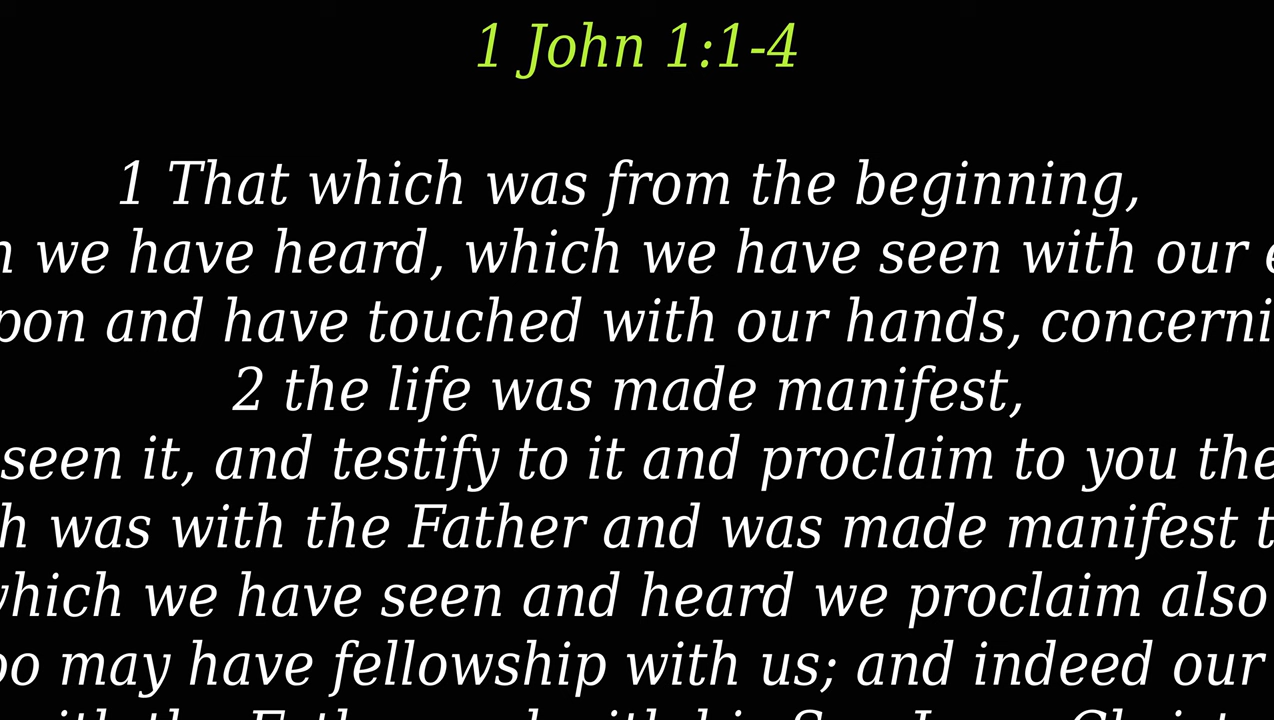 1 John 1:1-4
1 That which was from the beginning,
we have heard, which we have seen with our
and have touched with our hands,
2 the life was made manifest,
seen it, and testify to it and proclaim to you the
was with the Father and was made manifest
which we have seen and heard we proclaim also
may have fellowship with us; and indeed our